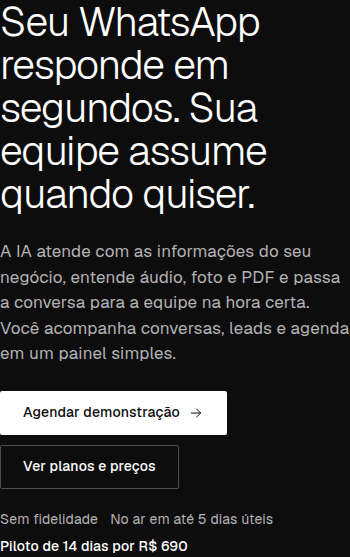 Seu WhatsApp
responde em
segundos. Sua
equipe assume
quando quiser.
A IA atende com as informações do seu
negócio, entende áudio, foto e PDF e passa
a conversa para a equipe na hora certa.
Você acompanha conversas, leads e agenda
em um painel simples.
Agendar demonstração →
Ver planos e preços
Sem fidelidade No ar em até 5 dias úteis
Piloto de 14 dias por R$ 690